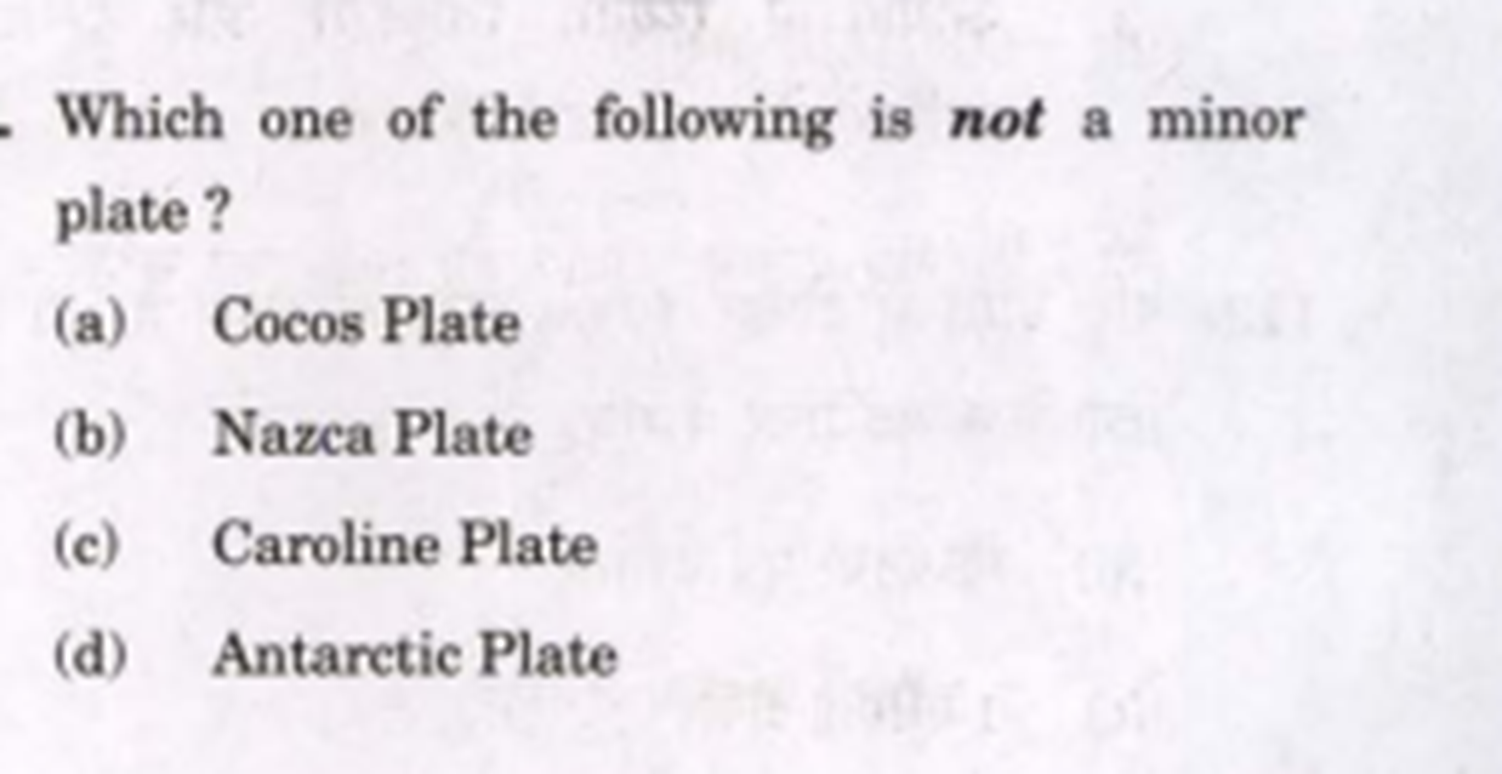 Which one of the following is not a minor
plate ?
(a) Cocos Plate
(b) Nazca Plate
(c) Caroline Plate
(d) Antarctic Plate